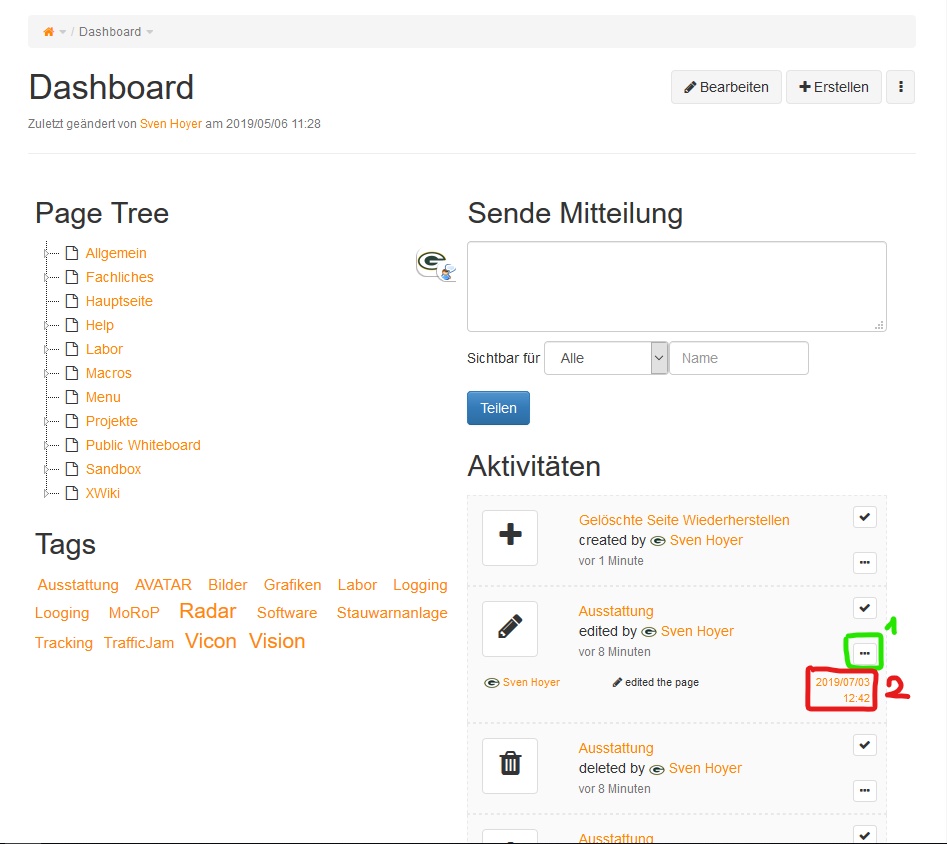 / Dashboard
Dashboard
Bearbeiten
Erstellen
Zuletzt geändert von Sven Hoyer am 2019/05/06 11:28
Page Tree
Allgemein
Fachliches
Hauptseite
Help
Labor
Macros
Menu
Projekte
Public Whiteboard
Sandbox
XWiki
Tags
Ausstattung AVATAR Bilder Grafiken Labor Logging
Looging MoRoP Radar Software Stauwarnanlage
Tracking TrafficJam Vicon Vision
Sende Mitteilung
Sichtbar für Alle Name
Teilen
Aktivitäten
Gelöschte Seite Wiederherstellen
created by Sven Hoyer
vor 1 Minute
Ausstattung
edited by Sven Hoyer
vor 8 Minuten
1
Sven Hoyer edited the page 2019/07/03
12:42
2
Ausstattung
deleted by Sven Hoyer
vor 8 Minuten
Ausstattung